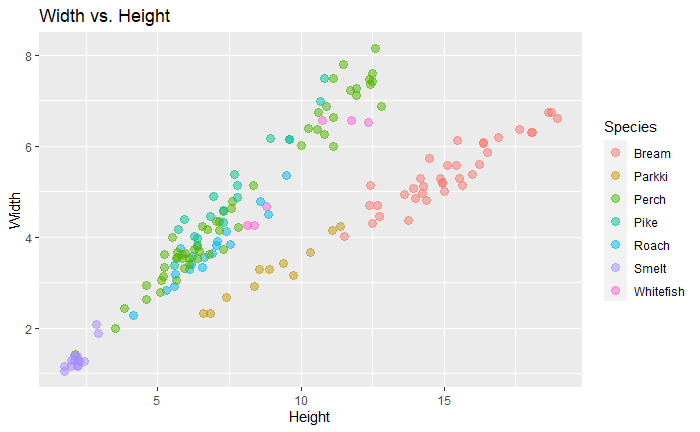 Width vs. Height
8
6
4
2
Width
5
10
15
Height
Species
Bream
Parkki
Perch
Pike
Roach
Smelt
Whitefish